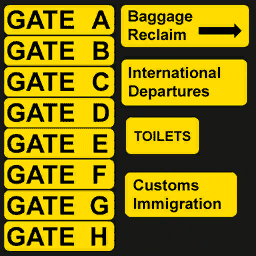 GATE A
GATE B
GATE C
GATE D
GATE E
GATE F
GATE G
GATE H
Baggage
Reclaim
International
Departures
TOILETS
Customs
Immigration